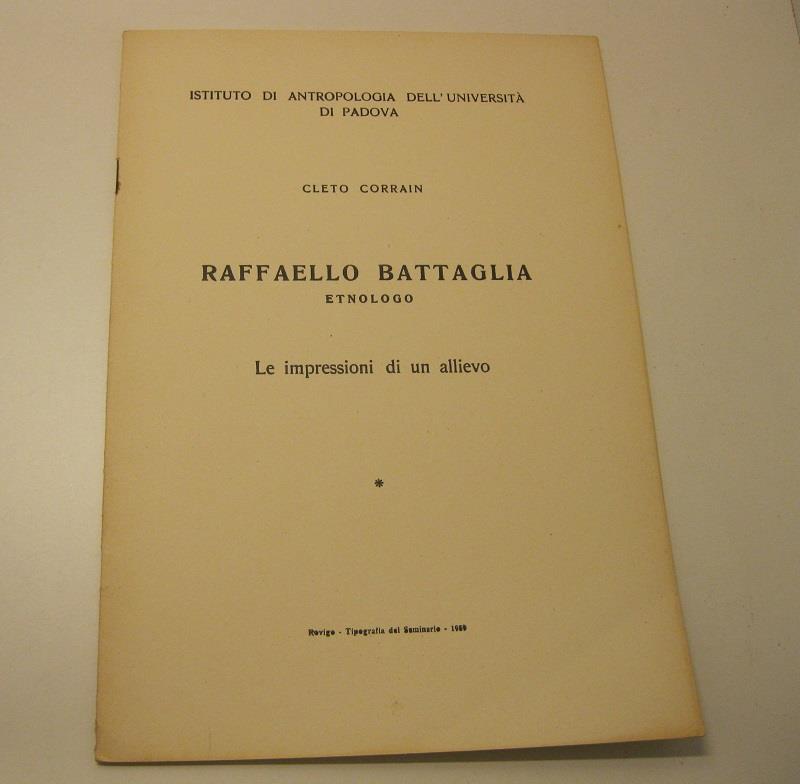 ISTITUTO DI ANTROPOLOGIA DELL'UNIVERSITÀ
DI PADOVA
CLETO CORRAIN
RAFFAELLO BATTAGLIA
ETNOLOGO
Le impressioni di un allievo
*
Rovigo - Tipografia del Seminario - 1959